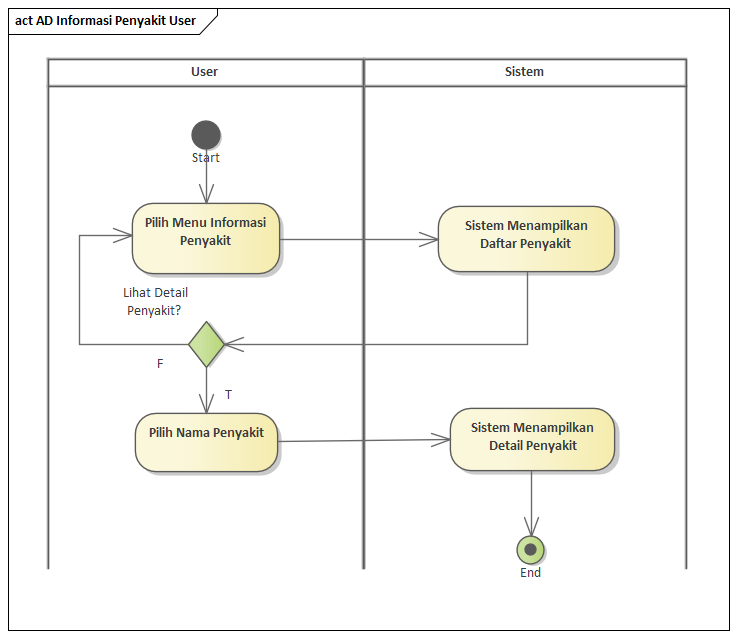 act AD Informasi Penyakit User
User
Sistem
Start
Pilih Menu Informasi
Penyakit
Sistem Menampilkan
Daftar Penyakit
Lihat Detail
Penyakit?
F
T
Pilih Nama Penyakit
Sistem Menampilkan
Detail Penyakit
End